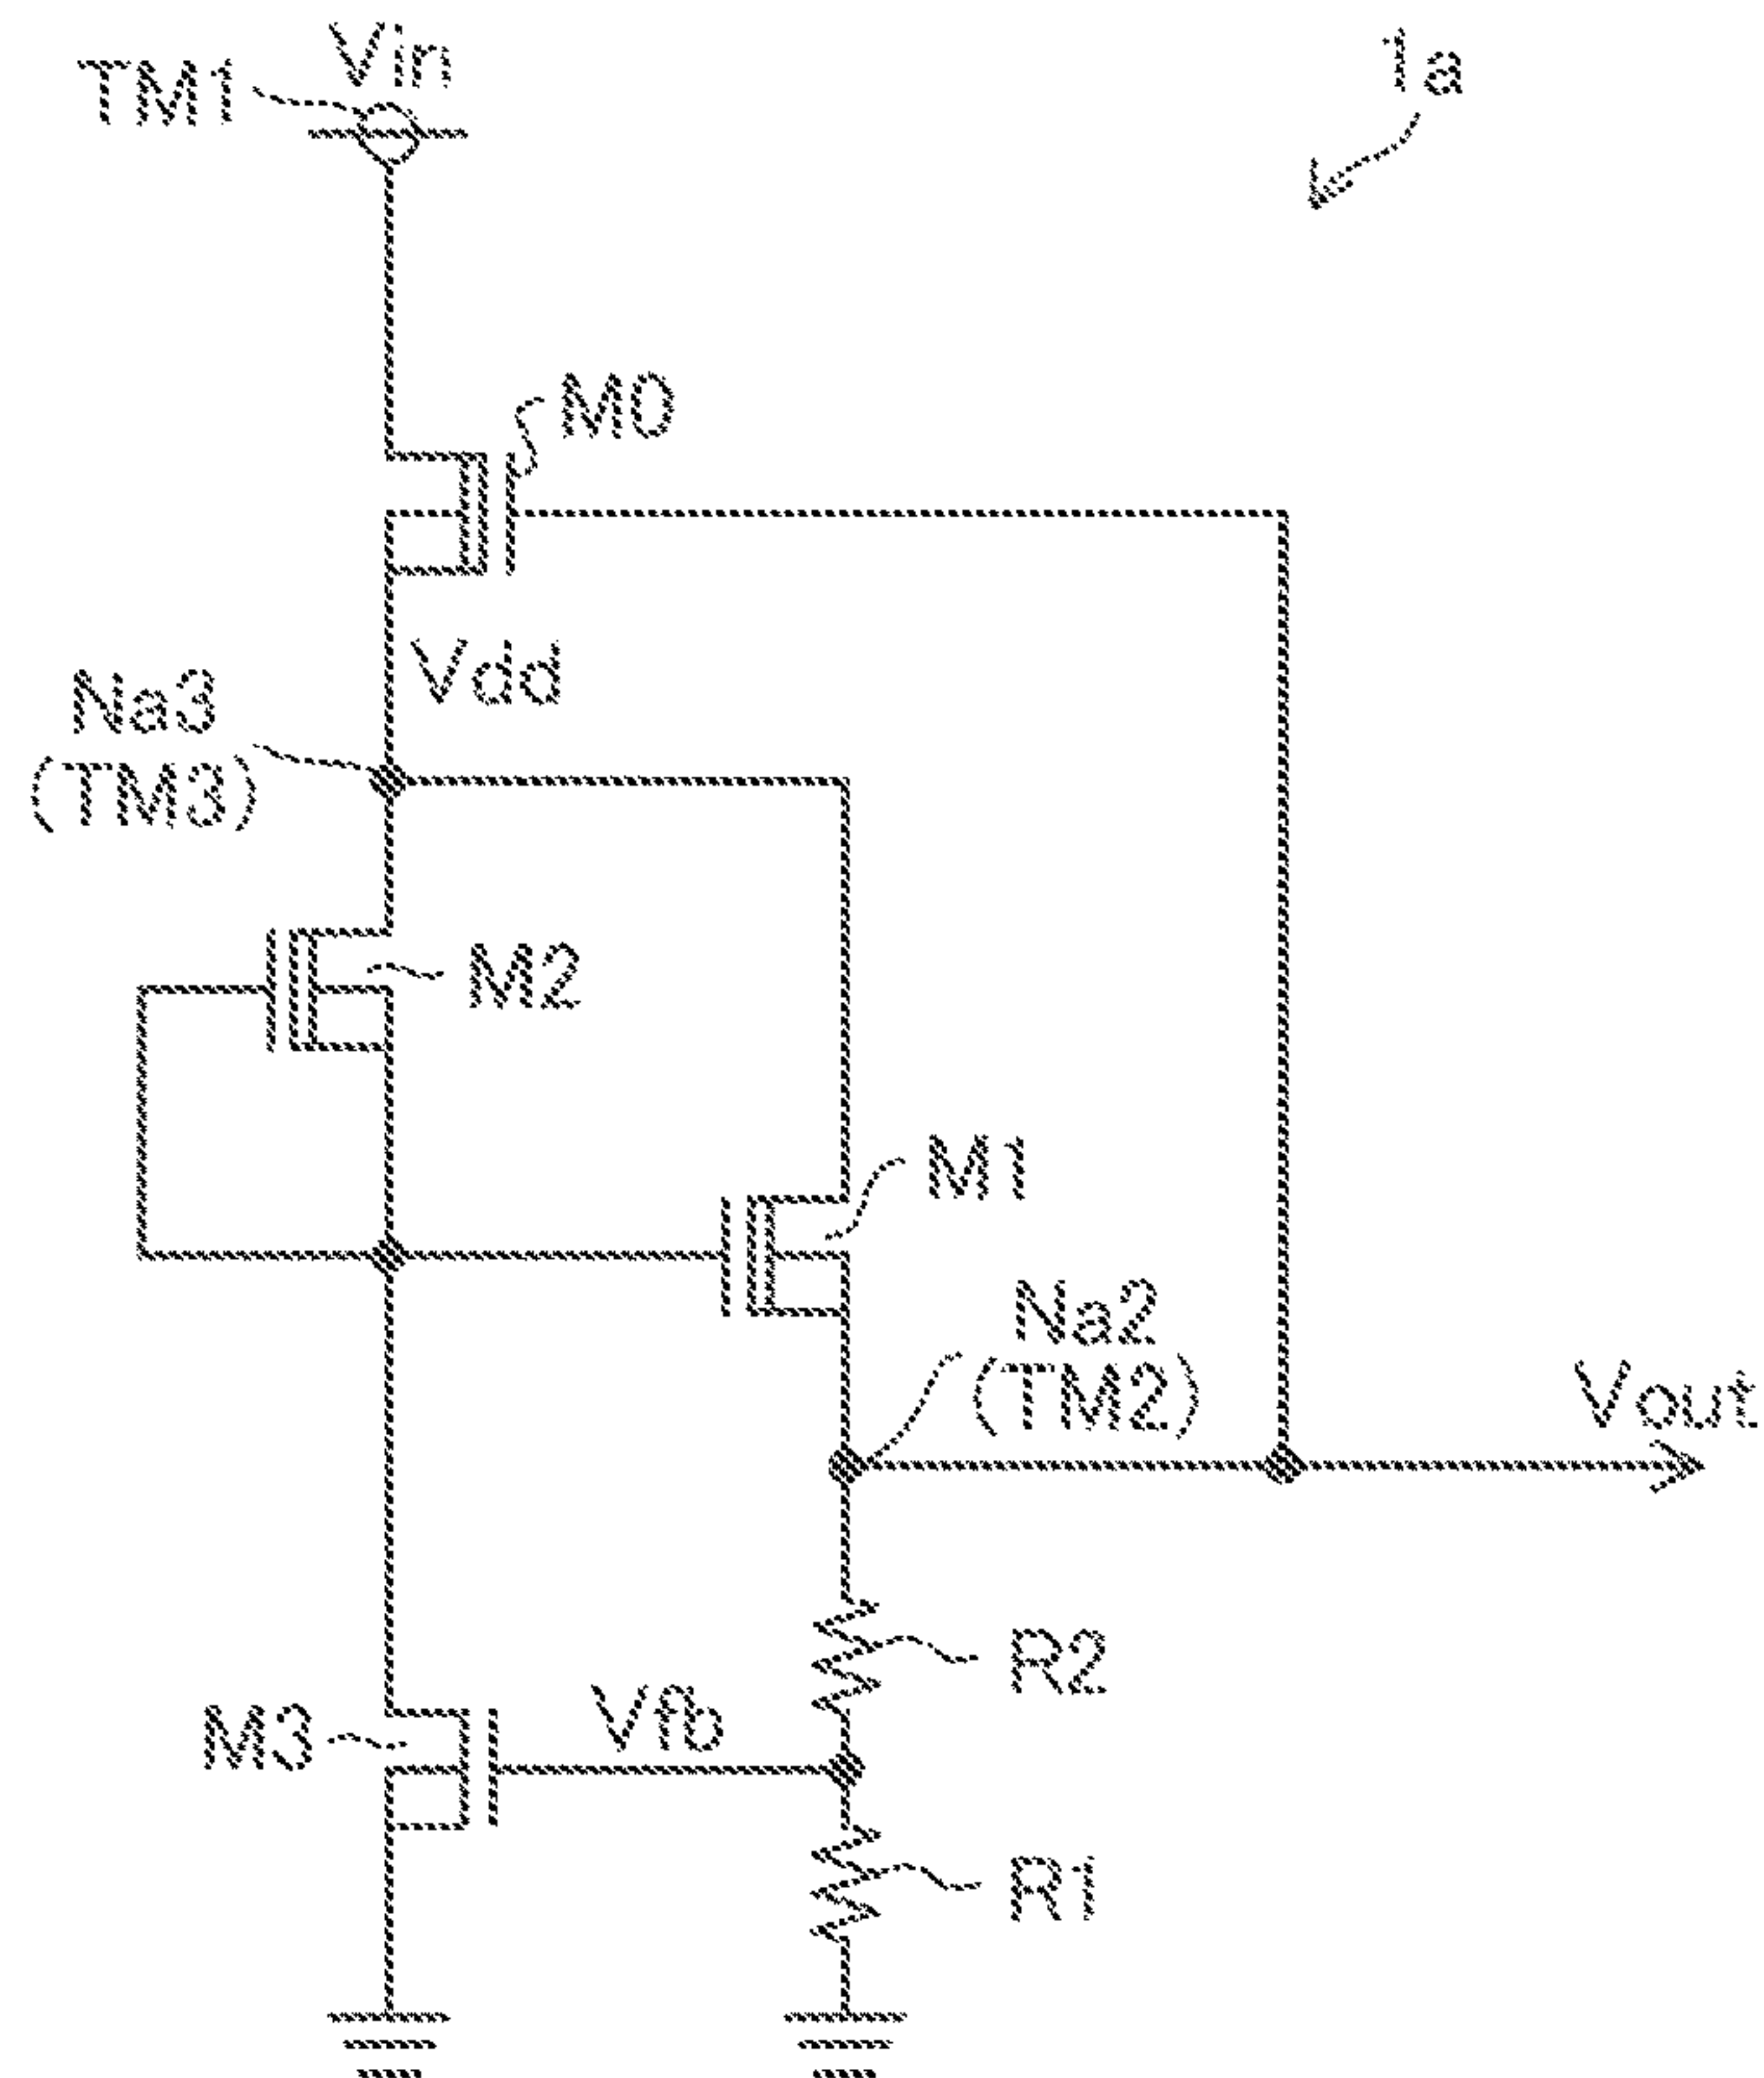 Vin
TM1
1a
M0
Vdd
Na3
(TM3)
M2
M1
Na2
(TM2)
Vout
R2
M3
Vfb
R1